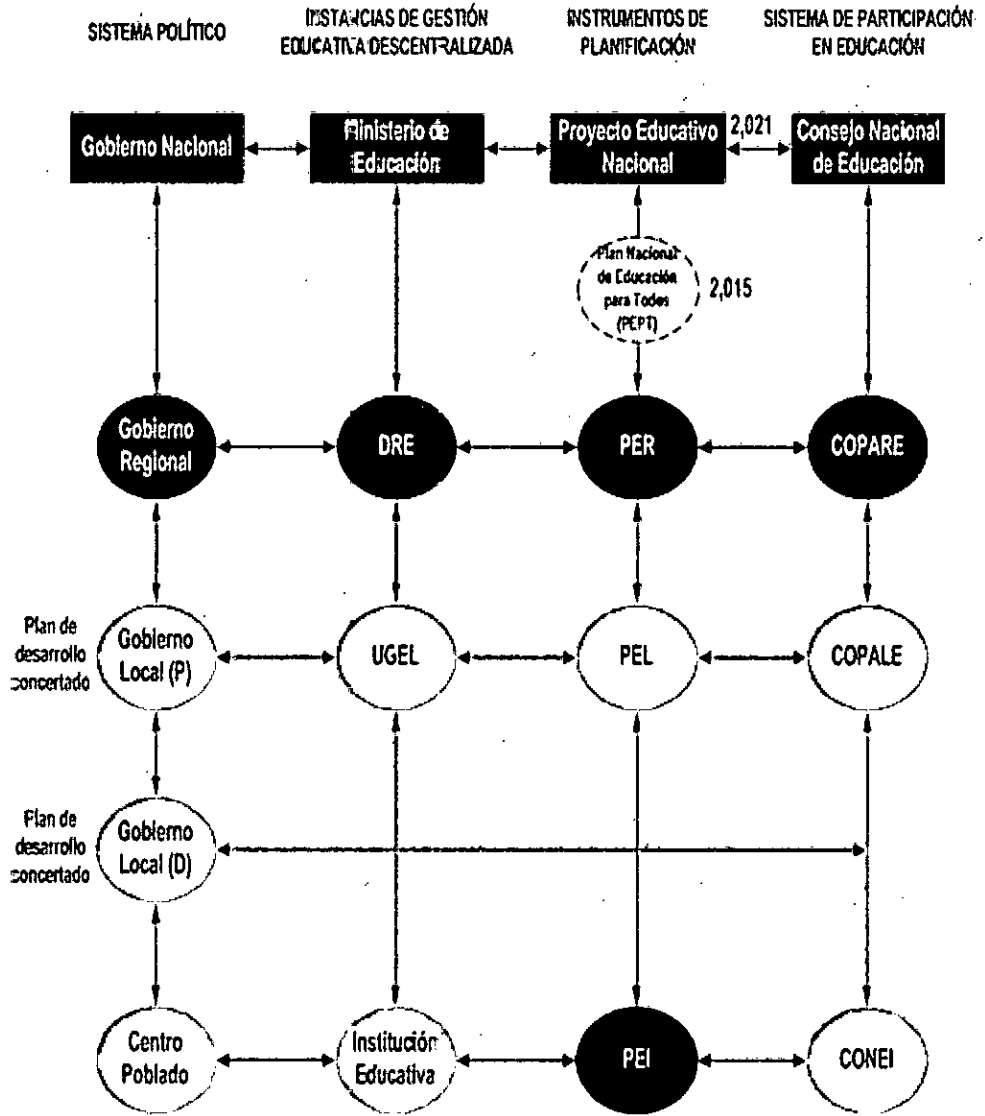 SISTEMA POLÍTICO
INSTANCIAS DE GESTIÓN
EDUCATIVA DESCENTRALIZADA
INSTRUMENTOS DE
PLANIFICACIÓN
SISTEMA DE PARTICIPACIÓN
EN EDUCACIÓN
Gobierno Nacional
Ministerio de
Educación
Proyecto Educativo
Nacional
2,021
Consejo Nacional
de Educación
Plan Nacional
de Educación
para Todos
(PEPT)
2,015
Gobierno
Regional
DRE
PER
COPARE
Plan de
desarrollo
concertado
Gobierno
Local (P)
UGEL
PEL
COPALE
Plan de
desarrollo
concertado
Gobierno
Local (D)
Centro
Poblado
Institución
Educativa
PEI
CONEI